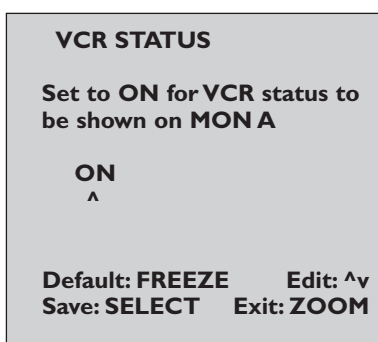 VCR STATUS
Set to ON for VCR status to
be shown on MON A
ON
^
Default: FREEZE Edit: ^v
Save: SELECT Exit: ZOOM